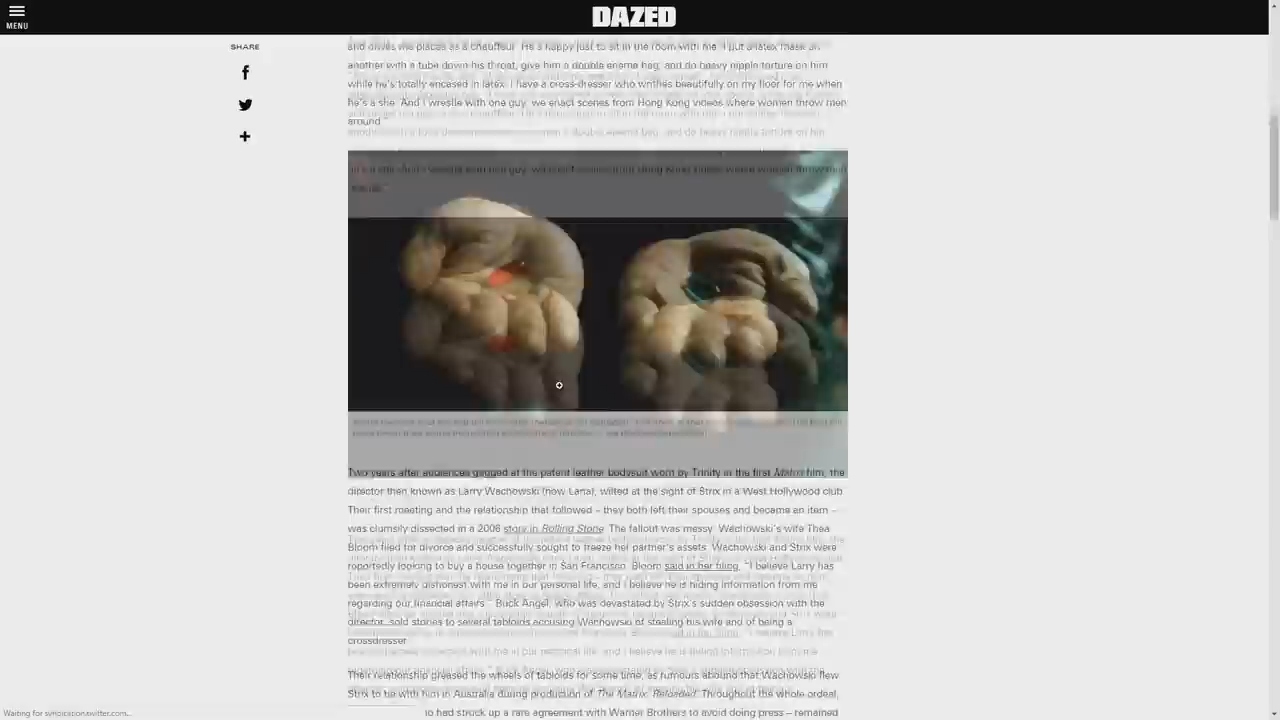 MENU
DAZED
SHARE
and drives me places as a chauffeur. He's happy just to sit in the room with me. I put a latex mask on
another with a tube down his throat, give him a double enema bag, and do heavy nipple torture on him
while he's totally encased in latex. I have a cross-dresser who writhes beautifully on my floor for me when
he's a she. And I wrestle with one guy, we enact scenes from Hong Kong videos where women throw men
around."
Two years after audiences gagged at the patent leather bodysuit worn by Trinity in the first Matrix film, the
director then known as Larry Wachowski (now Lana), wilted at the sight of Strix in a West Hollywood club.
Their first meeting and the relationship that followed – they both left their spouses and became an item –
was clumsily dissected in a 2006 story in Rolling Stone. The fallout was messy. Wachowski's wife Thea
Bloom filed for divorce and successfully sought to freeze her partner's assets. Wachowski and Strix were
reportedly looking to buy a house together in San Francisco. Bloom said in her filing, "I believe Larry has
been extremely dishonest with me in our personal life, and I believe he is hiding information from me
regarding our financial affairs." Buck Angel, who was devastated by Strix's sudden obsession with the
director, sold stories to several tabloids accusing Wachowski of stealing his wife and of being a
crossdresser.
Their relationship greased the wheels of tabloids for some time, as rumours abound that Wachowski flew
Strix to be with him in Australia during production of The Matrix: Reloaded. Throughout the whole ordeal,
ho had struck up a rare agreement with Warner Brothers to avoid doing press – remained
Waiting for syndication.twitter.com...